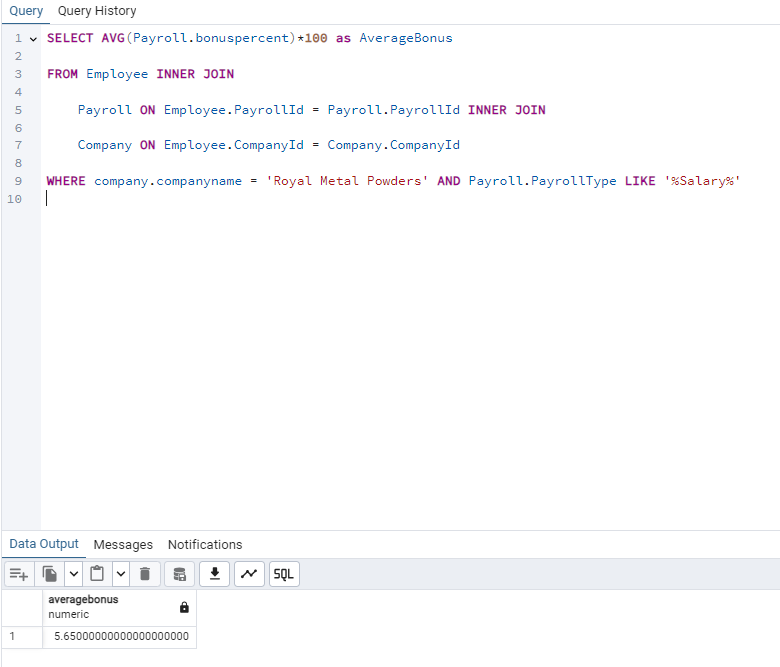 Query Query History
1 SELECT AVG(Payroll.bonuspercent)*100 as AverageBonus
2
3 FROM Employee INNER JOIN
4
5 Payroll ON Employee.PayrollId = Payroll.PayrollId INNER JOIN
6
7 Company ON Employee.CompanyId = Company.CompanyId
8
9 WHERE company.companyname = 'Royal Metal Powders' AND Payroll.PayrollType LIKE '%Salary%'
10
Data Output Messages Notifications
SQL
averagebonus
numeric
1 5.65000000000000000000